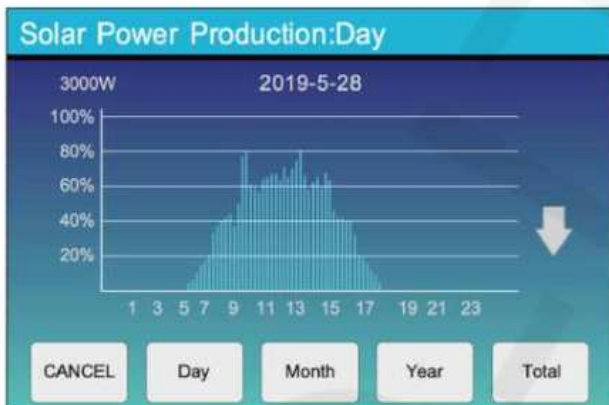 Solar Power Production:Day
3000W 2019-5-28
100%
80%
60%
40%
20%
1 3 5 7 9 11 13 15 17 19 21 23
CANCEL Day Month Year Total